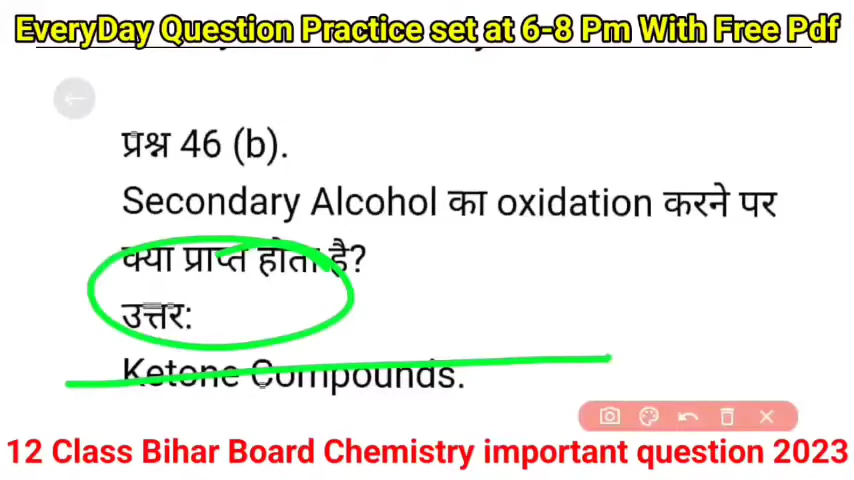 EveryDay Question Practice set at 6-8 Pm With Free Pdf
प्रश्न 46 (b).
Secondary Alcohol का oxidation करने पर
क्या प्राप्त होता है?
उत्तर:
Ketone Compounds.
12 Class Bihar Board Chemistry important question 2023